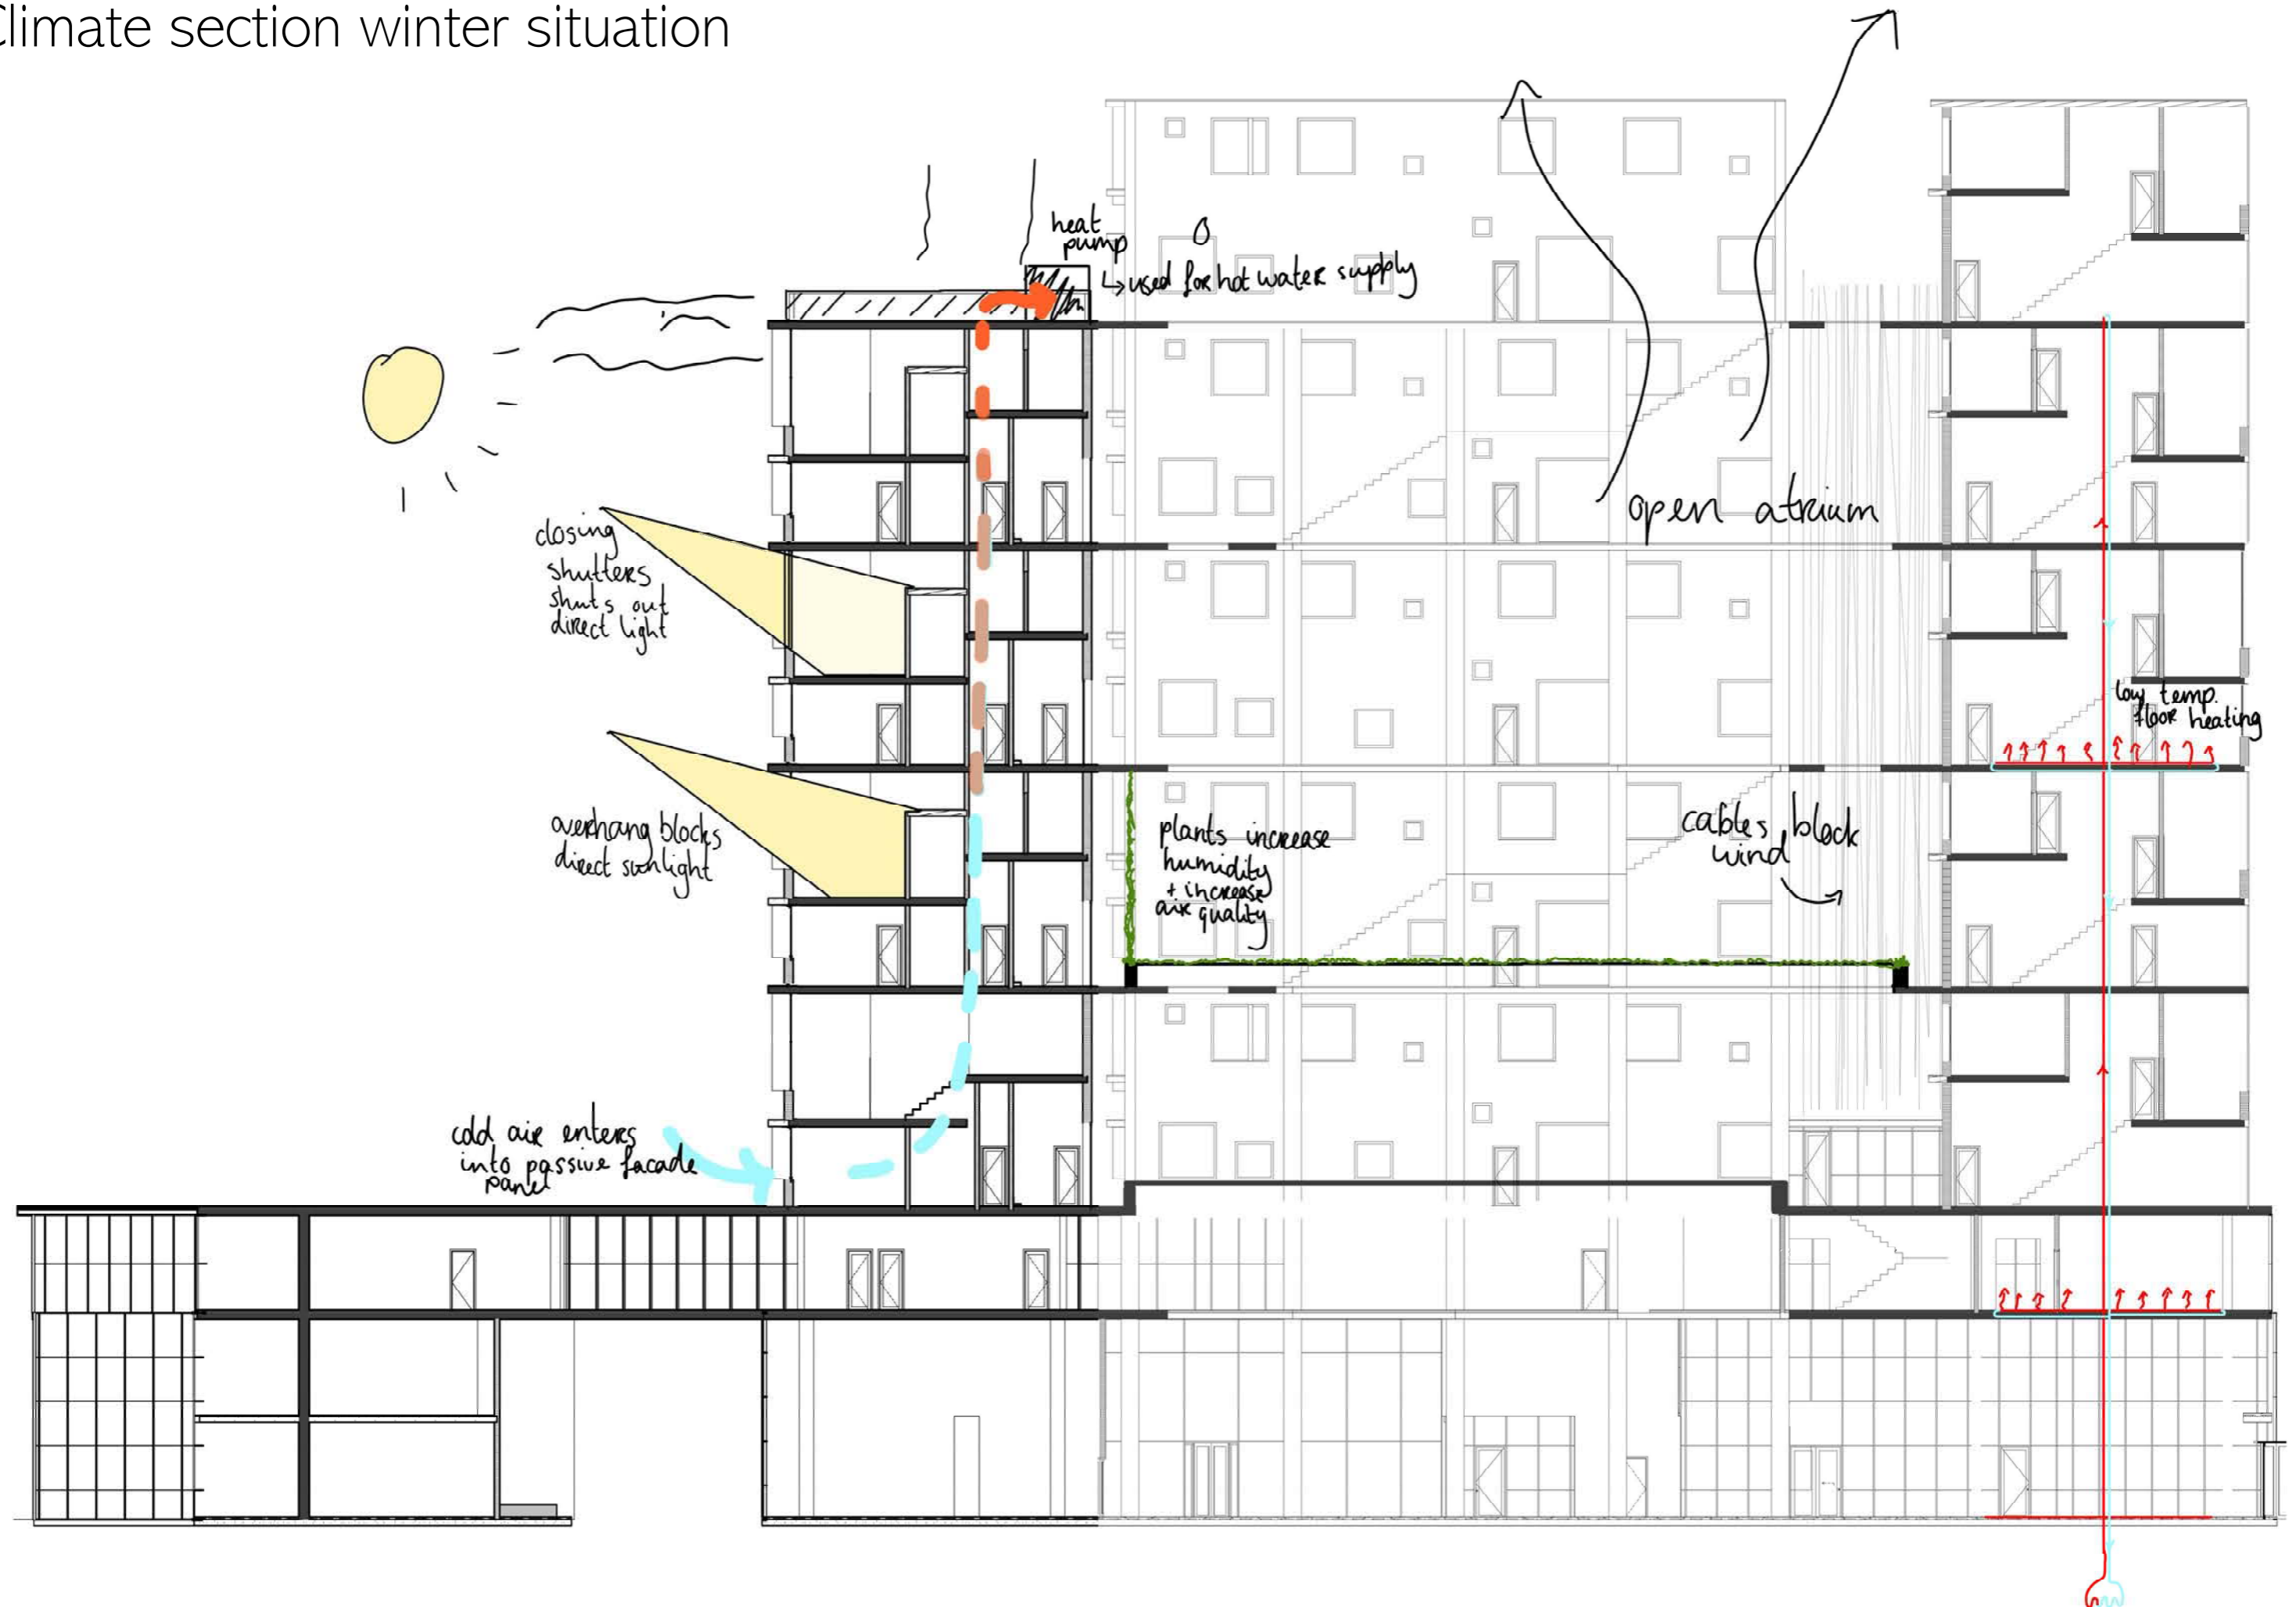 Climate section winter situation
heat
pump
↳ used for hot water supply
closing
shutters
shuts out
direct light
open atrium
low temp.
floor heating
overhang blocks
direct sunlight
plants increase
humidity
+ increase
air quality
cables block
wind
cold air enters
into passive facade
panel